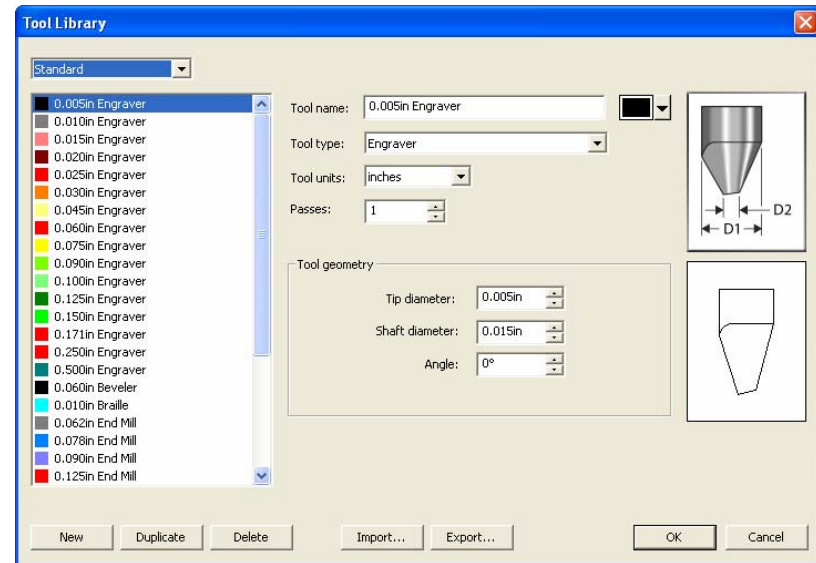 Tool Library
Standard
0.005in Engraver
0.010in Engraver
0.015in Engraver
0.020in Engraver
0.025in Engraver
0.030in Engraver
0.045in Engraver
0.060in Engraver
0.075in Engraver
0.090in Engraver
0.100in Engraver
0.125in Engraver
0.150in Engraver
0.171in Engraver
0.250in Engraver
0.500in Engraver
0.060in Beveler
0.010in Braille
0.062in End Mill
0.078in End Mill
0.090in End Mill
0.125in End Mill
Tool name: 0.005in Engraver
Tool type: Engraver
Tool units: inches
Passes: 1
Tool geometry
Tip diameter: 0.005in
Shaft diameter: 0.015in
Angle: 0°
D2
D1
New Duplicate Delete Import... Export... OK Cancel